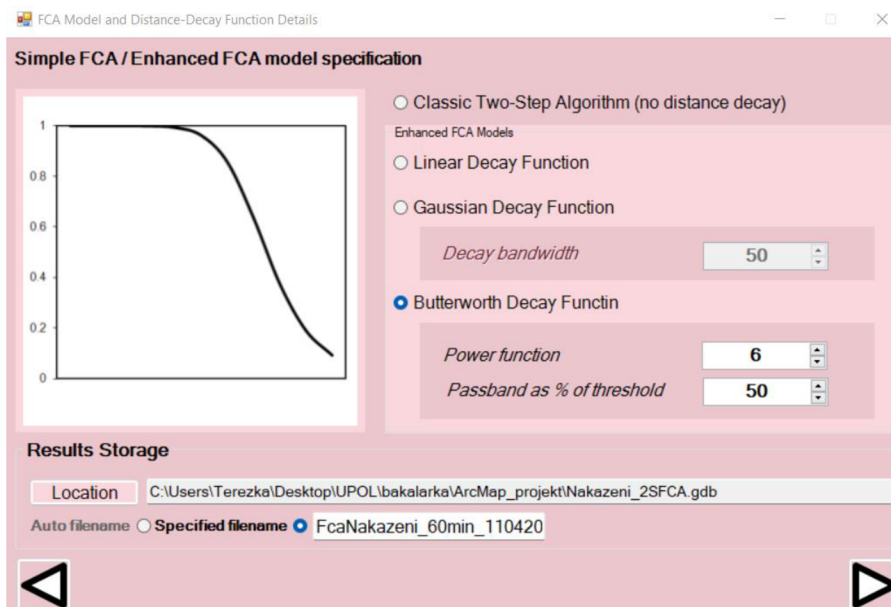 FCA Model and Distance-Decay Function Details
Simple FCA / Enhanced FCA model specification
1
0.8
0.6
0.4
0.2
0
Classic Two-Step Algorithm (no distance decay)
Enhanced FCA Models
Linear Decay Function
Gaussian Decay Function
Decay bandwidth 50
Butterworth Decay Functin
Power function 6
Passband as % of threshold 50
Results Storage
Location C:\Users\Terezka\Desktop\UPOL\bakalarka\ArcMap_projekt\Nakazeni_2SFCA.gdb
Auto filename Specified filename FcaNakazeni_60min_110420